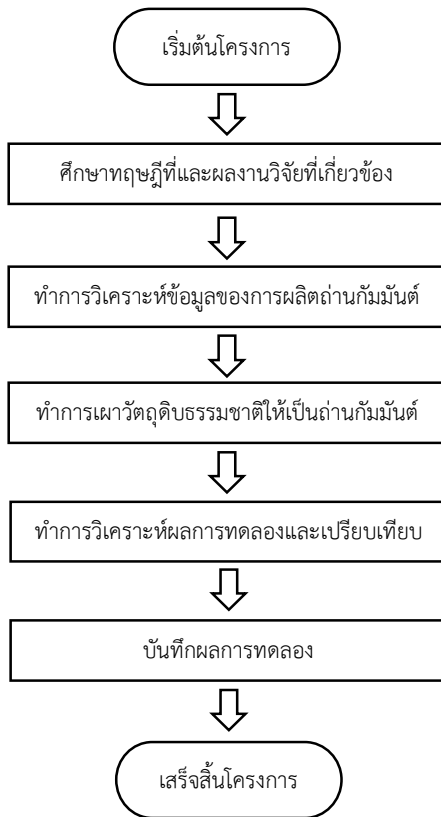 เริ่มต้นโครงการ
ศึกษาทฤษฎีที่และผลงานวิจัยที่เกี่ยวข้อง
ทำการวิเคราะห์ข้อมูลของการผลิตถ่านกัมมันต์
ทำการเผาวัตถุดิบธรรมชาติให้เป็นถ่านกัมมันต์
ทำการวิเคราะห์ผลการทดลองและเปรียบเทียบ
บันทึกผลการทดลอง
เสร็จสิ้นโครงการ